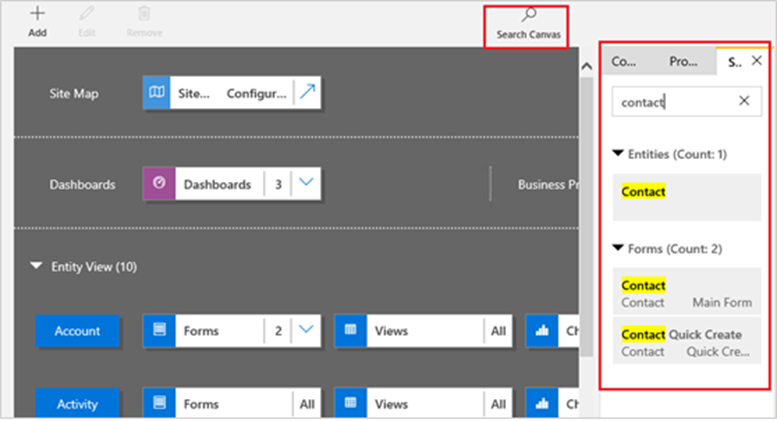 Add Edit Remove Search Canvas
Co... Pro... S..
contact
Site Map Site... Configur...
Entities (Count: 1)
Contact
Dashboards Dashboards 3 Business Pr
Forms (Count: 2)
Entity View (10)
Contact
Contact Main Form
Account Forms 2 Views All Ch
Contact Quick Create
Contact Quick Cre...
Activity Forms All Views All Ch